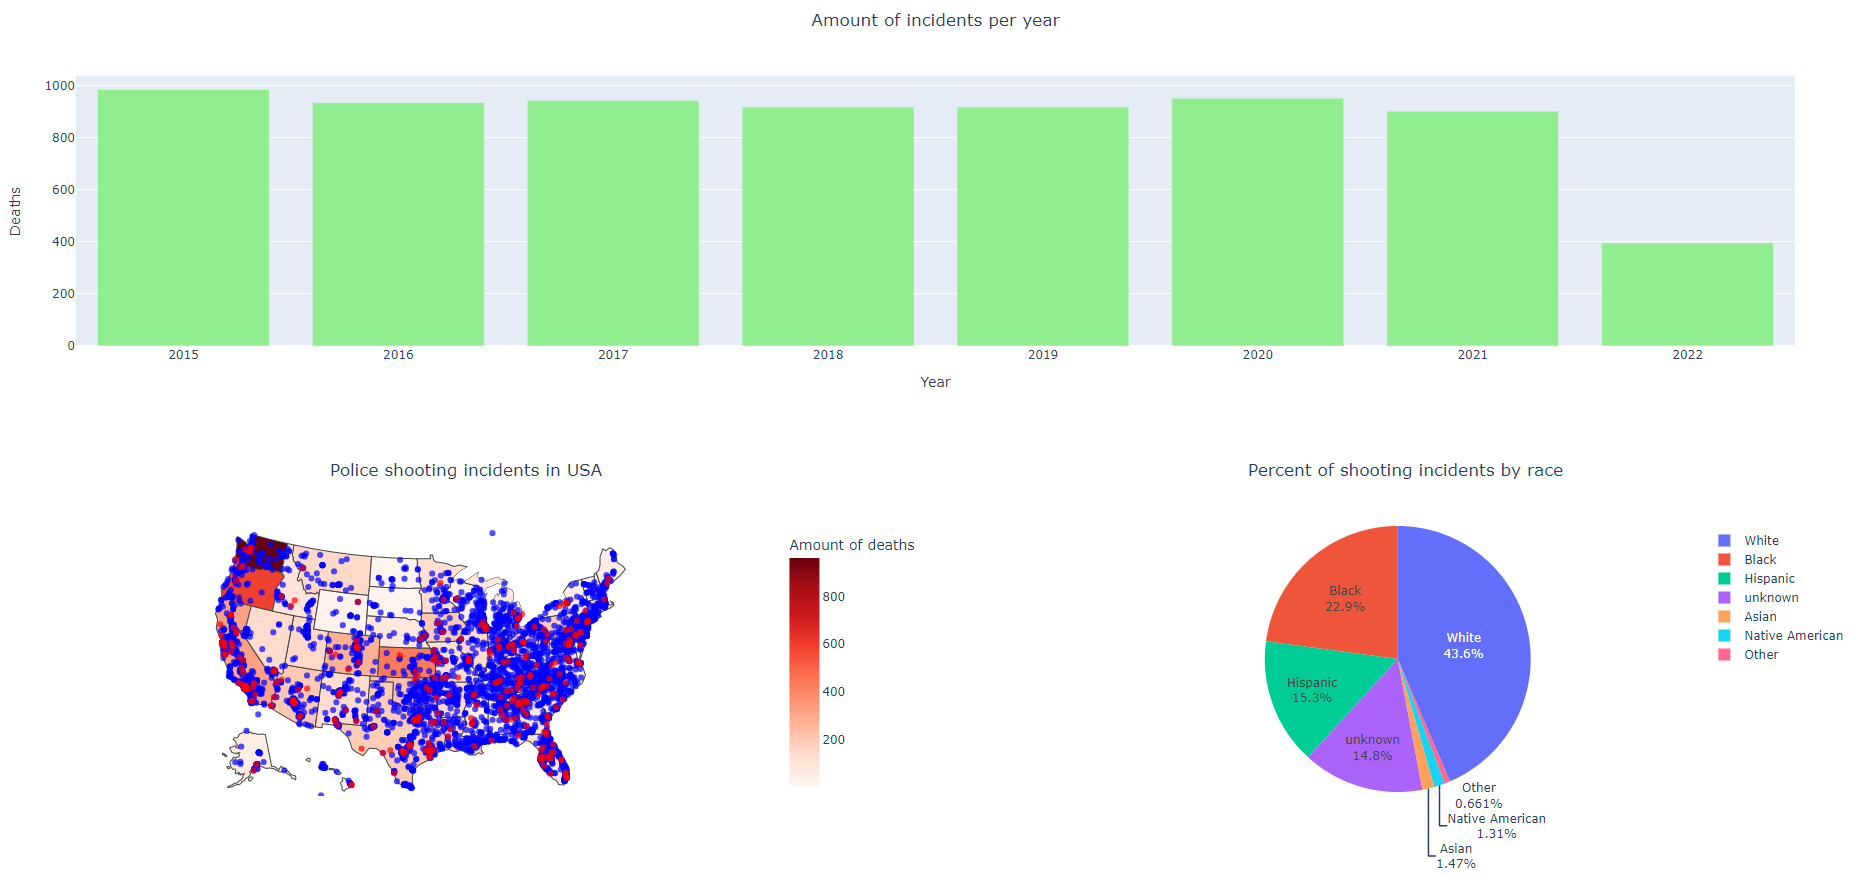 Amount of incidents per year
1000
800
600
400
200
0
Deaths
2015 2016 2017 2018 2019 2020 2021 2022
Year
Police shooting incidents in USA
Amount of deaths
800
600
400
200
Percent of shooting incidents by race
White
43.6%
Black
22.9%
Hispanic
15.3%
unknown
14.8%
Other
0.661%
Native American
1.31%
Asian
1.47%
White
Black
Hispanic
unknown
Asian
Native American
Other